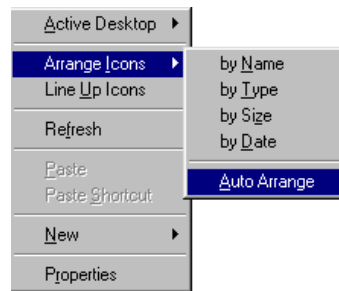 Active Desktop
Arrange Icons
Line Up Icons
Refresh
Paste
Paste Shortcut
New
Properties
by Name
by Type
by Size
by Date
Auto Arrange